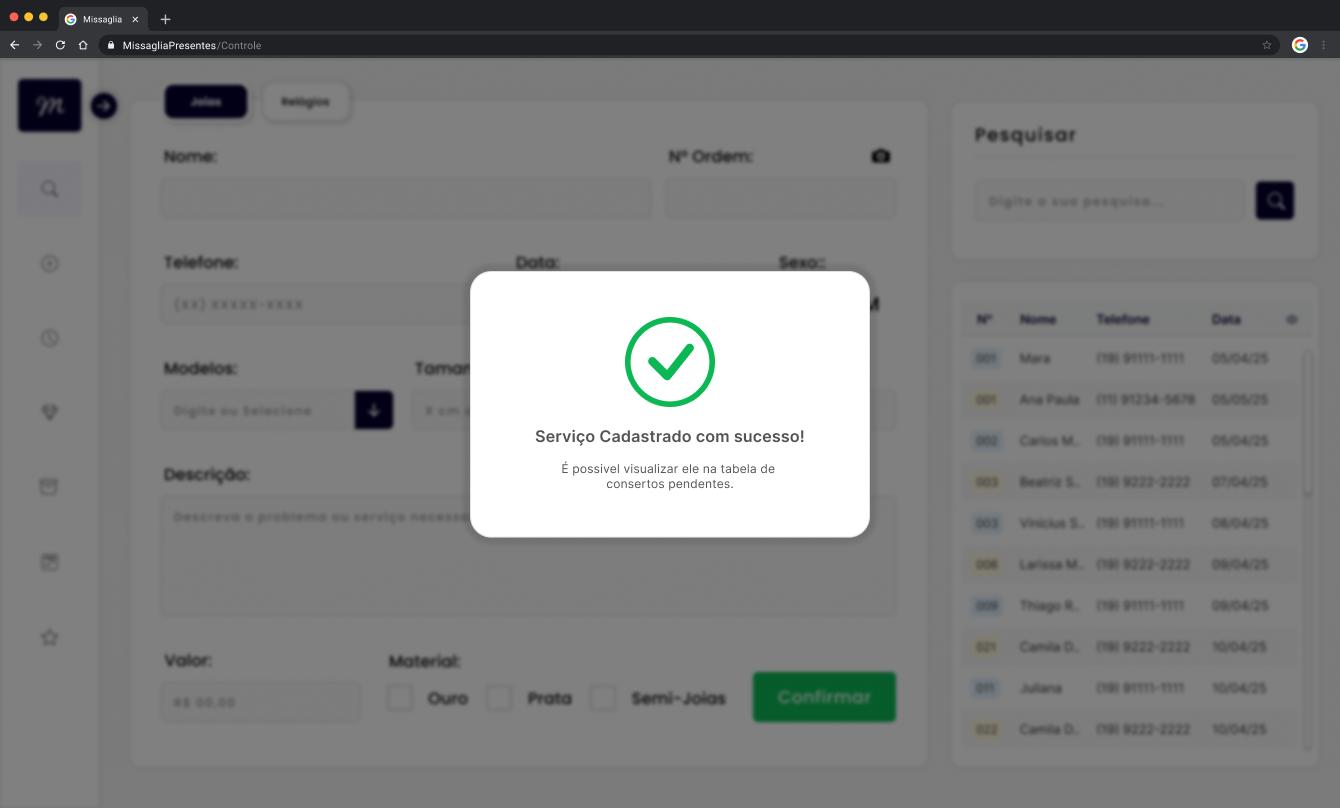 Missaglia
MissagliaPresentes/Controle
M
Joias
Relógios
Nome:
Nº Ordem:
Telefone:
Data:
Sexo::
(xx) xxxxx-xxxx
M
Modelos:
Digite ou Selecione
X cm
Descrição:
Descreva o problema ou serviço
Valor:
Material:
R$ 00,00
Ouro
Prata
Semi-Joias
Confirmar
Serviço Cadastrado com sucesso!
É possivel visualizar ele na tabela de
consertos pendentes.
Pesquisar
Digite a sua pesquisa...
Nº Nome Telefone Data
001 Mara (19) 91111-1111 05/04/25
001 Ana Paula (11) 91234-5678 05/05/25
002 Carlos M.. (19) 91111-1111 05/04/25
003 Beatriz S.. (19) 9222-2222 07/04/25
003 Vinicius S.. (19) 91111-1111 08/04/25
006 Larissa M.. (19) 9222-2222 09/04/25
009 Thiago R.. (19) 91111-1111 09/04/25
021 Camila D.. (19) 9222-2222 10/04/25
011 Juliana (19) 91111-1111 10/04/25
022 Camila D.. (19) 9222-2222 10/04/25